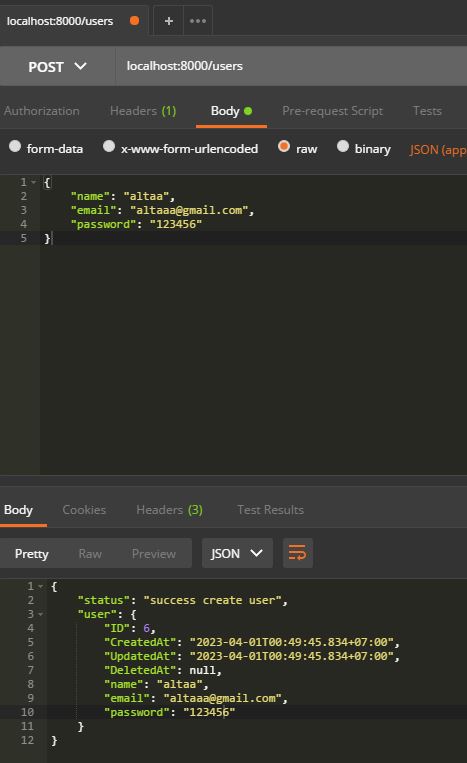 localhost:8000/users
+ •••
POST localhost:8000/users
Authorization Headers (1) Body Pre-request Script Tests
form-data x-www-form-urlencoded raw binary JSON (app
1 {
2 "name": "altaa",
3 "email": "altaaa@gmail.com",
4 "password": "123456"
5 }
Body Cookies Headers (3) Test Results
Pretty Raw Preview JSON
1 {
2 "status": "success create user",
3 "user": {
4 "ID": 6,
5 "CreatedAt": "2023-04-01T00:49:45.834+07:00",
6 "UpdatedAt": "2023-04-01T00:49:45.834+07:00",
7 "DeletedAt": null,
8 "name": "altaa",
9 "email": "altaaa@gmail.com",
10 "password": "123456"
11 }
12 }